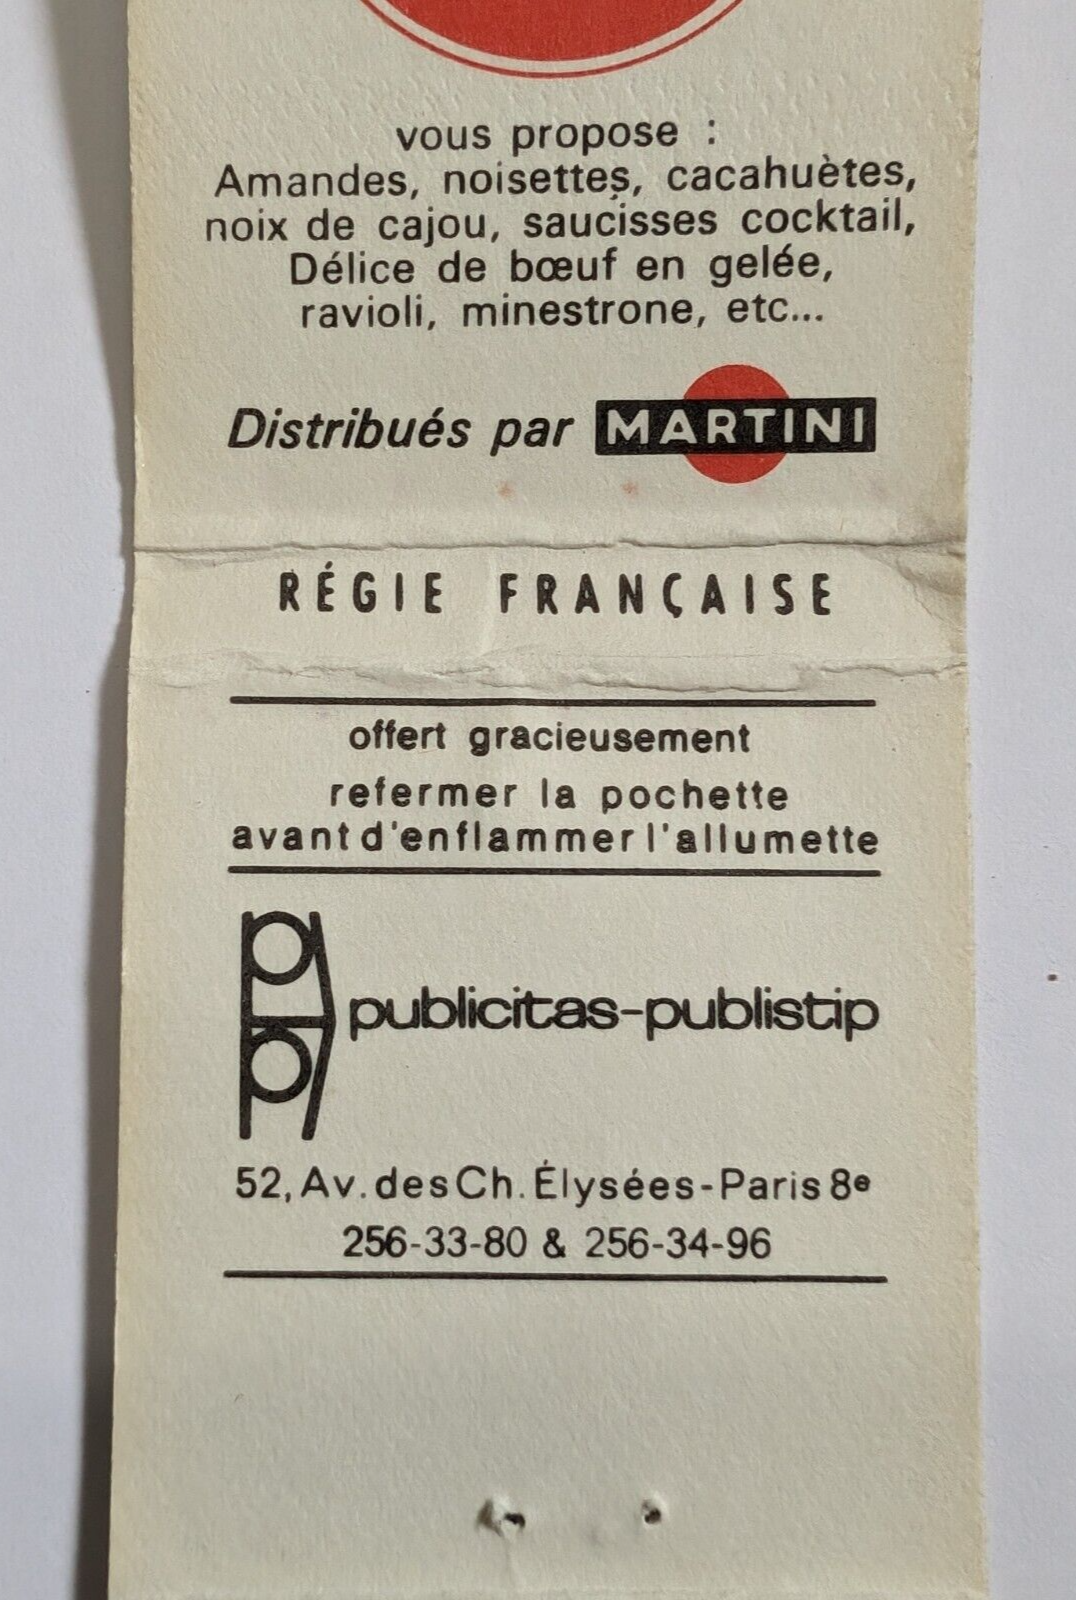 vous propose :
Amandes, noisettes, cacahuètes,
noix de cajou, saucisses cocktail,
Délice de bœuf en gelée,
ravioli, minestrone, etc...
Distribués par MARTINI
RÉGIE FRANÇAISE
offert gracieusement
refermer la pochette
avant d'enflammer l'allumette
publicitas-publistip
52, Av. des Ch. Élysées - Paris 8e
256-33-80 & 256-34-96